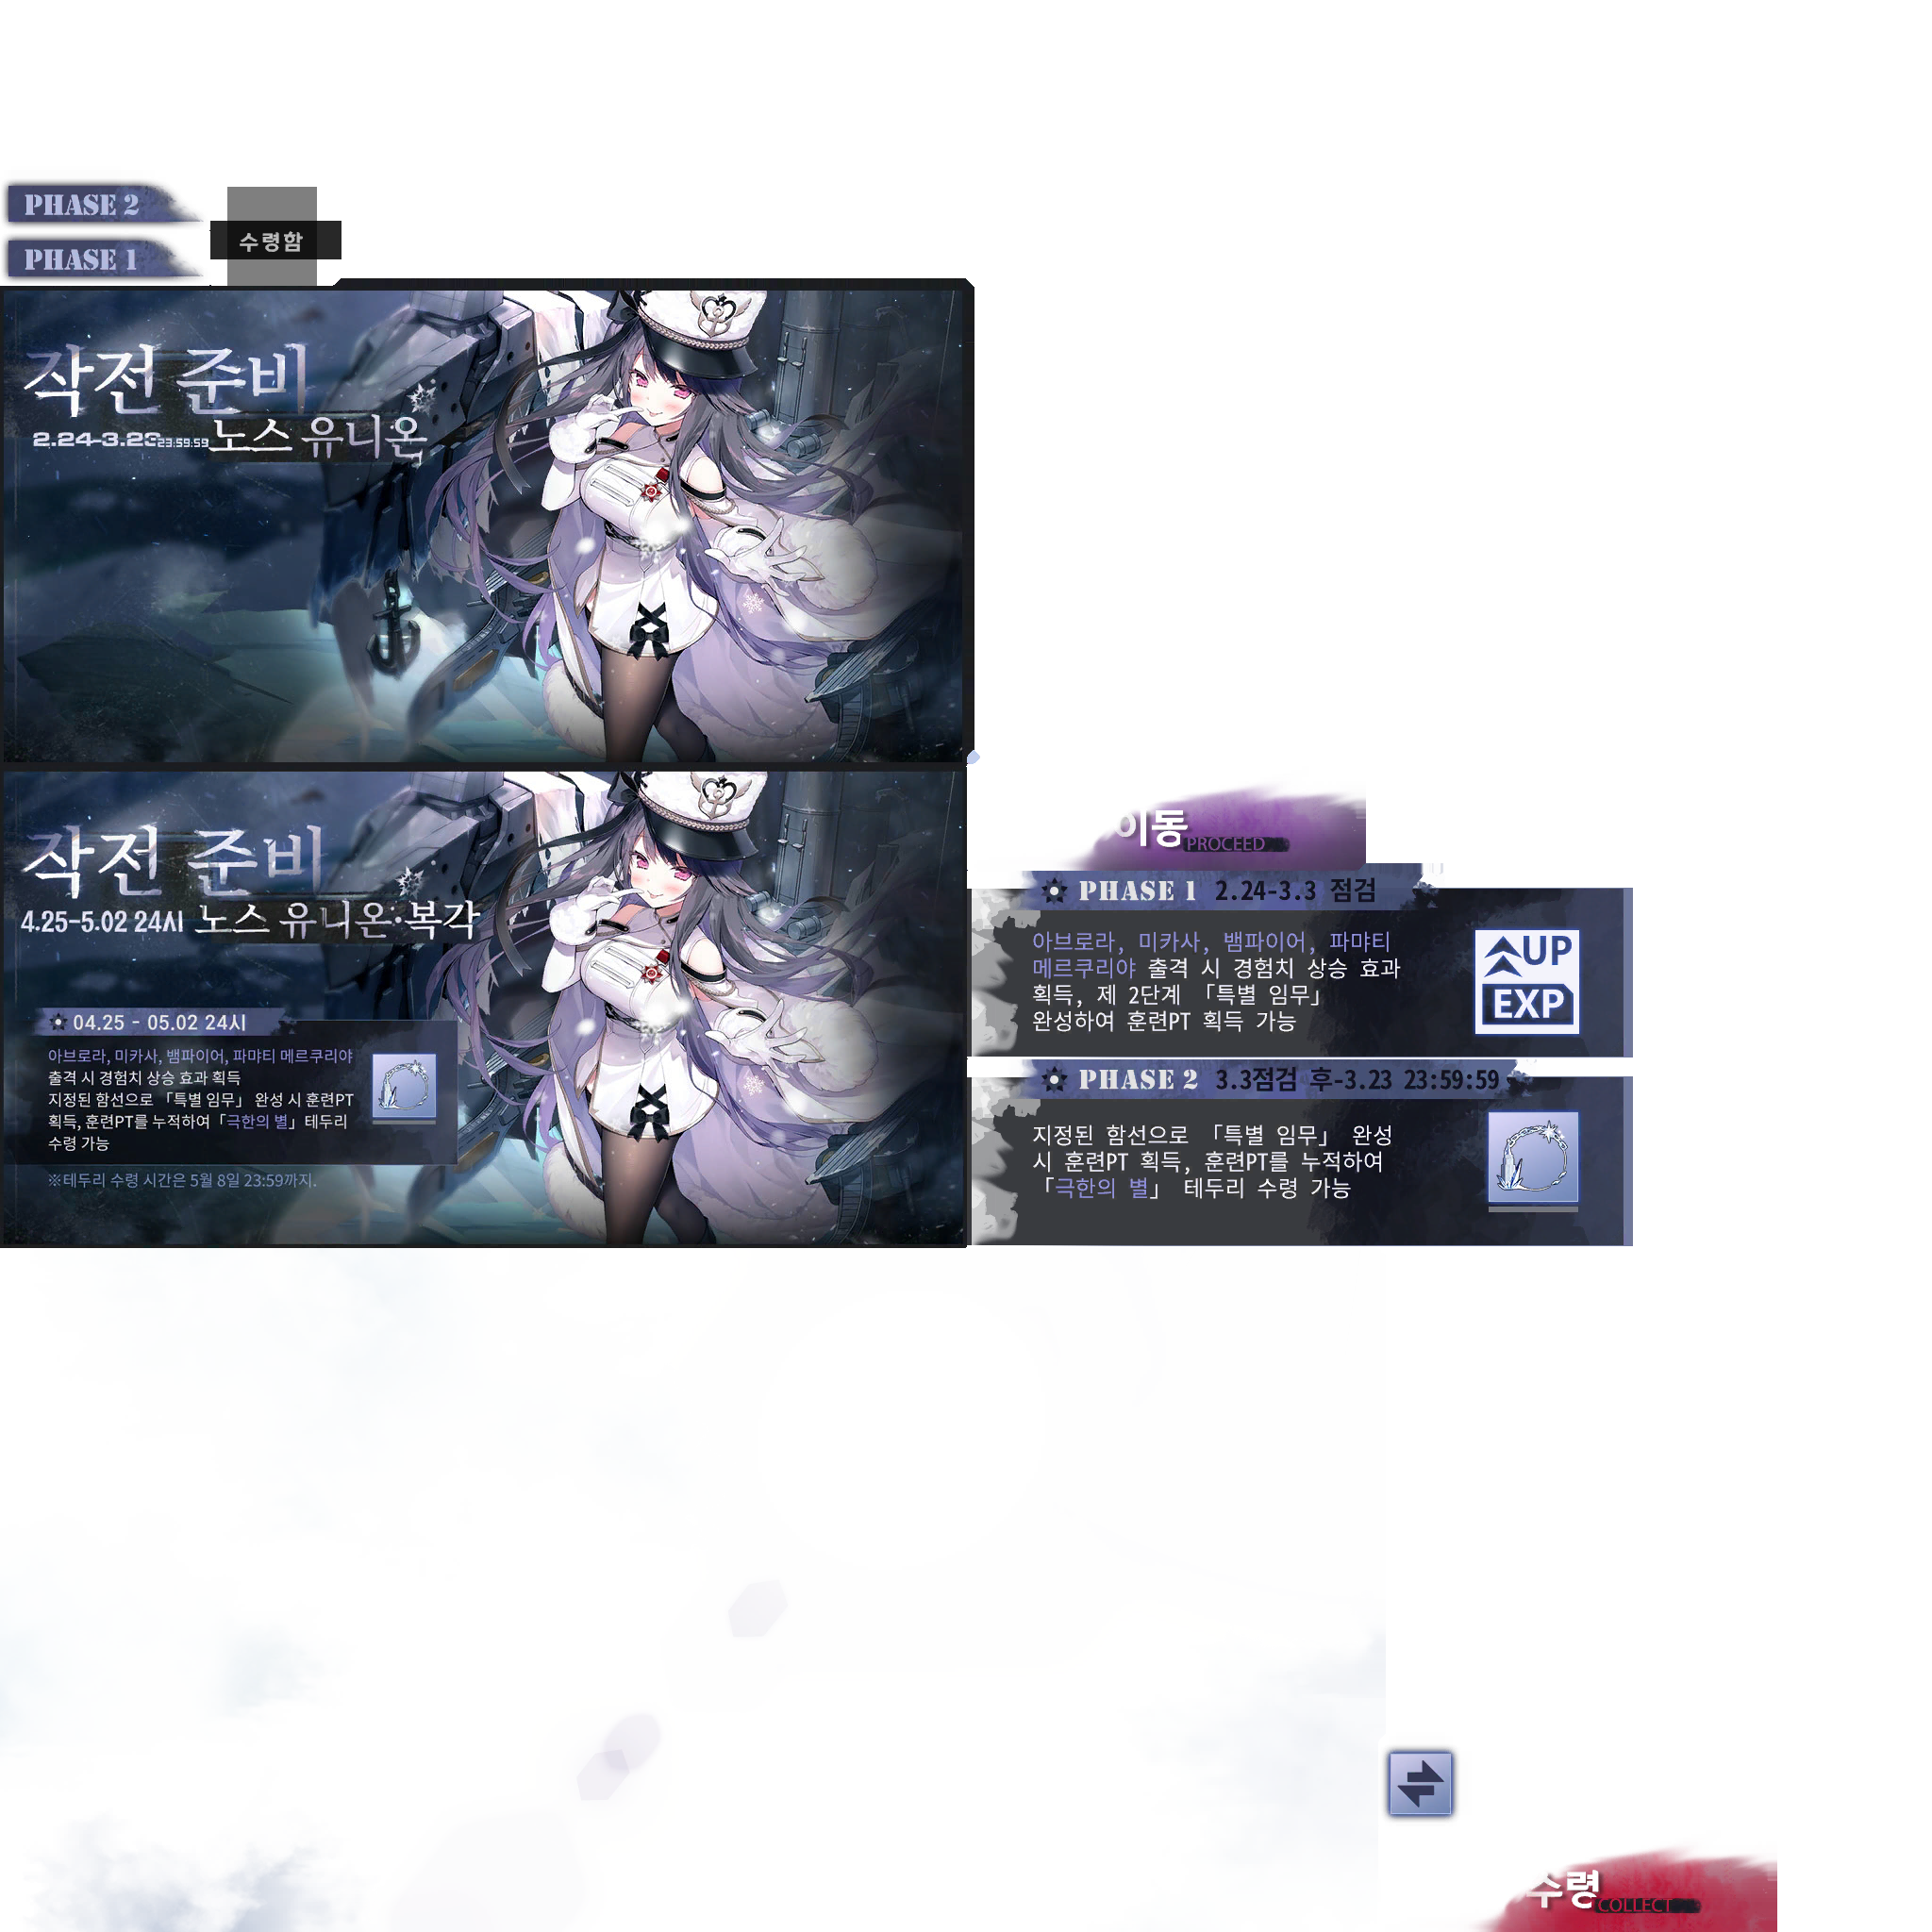 PHASE 2
수령함
PHASE 1
작전 준비
2.24-3.23 23.59.59 노스 유니온
작전 준비
4.25-5.02 24시 노스 유니온·복각
04.25 - 05.02 24시
아브로라, 미카사, 뱀파이어, 파먀티 메르쿠리야
출격 시 경험치 상승 효과 획득
지정된 함선으로 「특별 임무」 완성 시 훈련PT
획득, 훈련PT를 누적하여 「극한의 별」테두리
수령 가능
※테두리 수령 시간은 5월 8일 23:59까지.
이동
PROCEED
PHASE 1 2.24-3.3 점검
아브로라, 미카사, 뱀파이어, 파먀티
메르쿠리야 출격 시 경험치 상승 효과
획득, 제 2단계 「특별 임무」
완성하여 훈련PT 획득 가능
UP
EXP
PHASE 2 3.3점검 후-3.23 23:59:59
지정된 함선으로 「특별 임무」 완성
시 훈련PT 획득, 훈련PT를 누적하여
「극한의 별」 테두리 수령 가능
수령
COLLECT